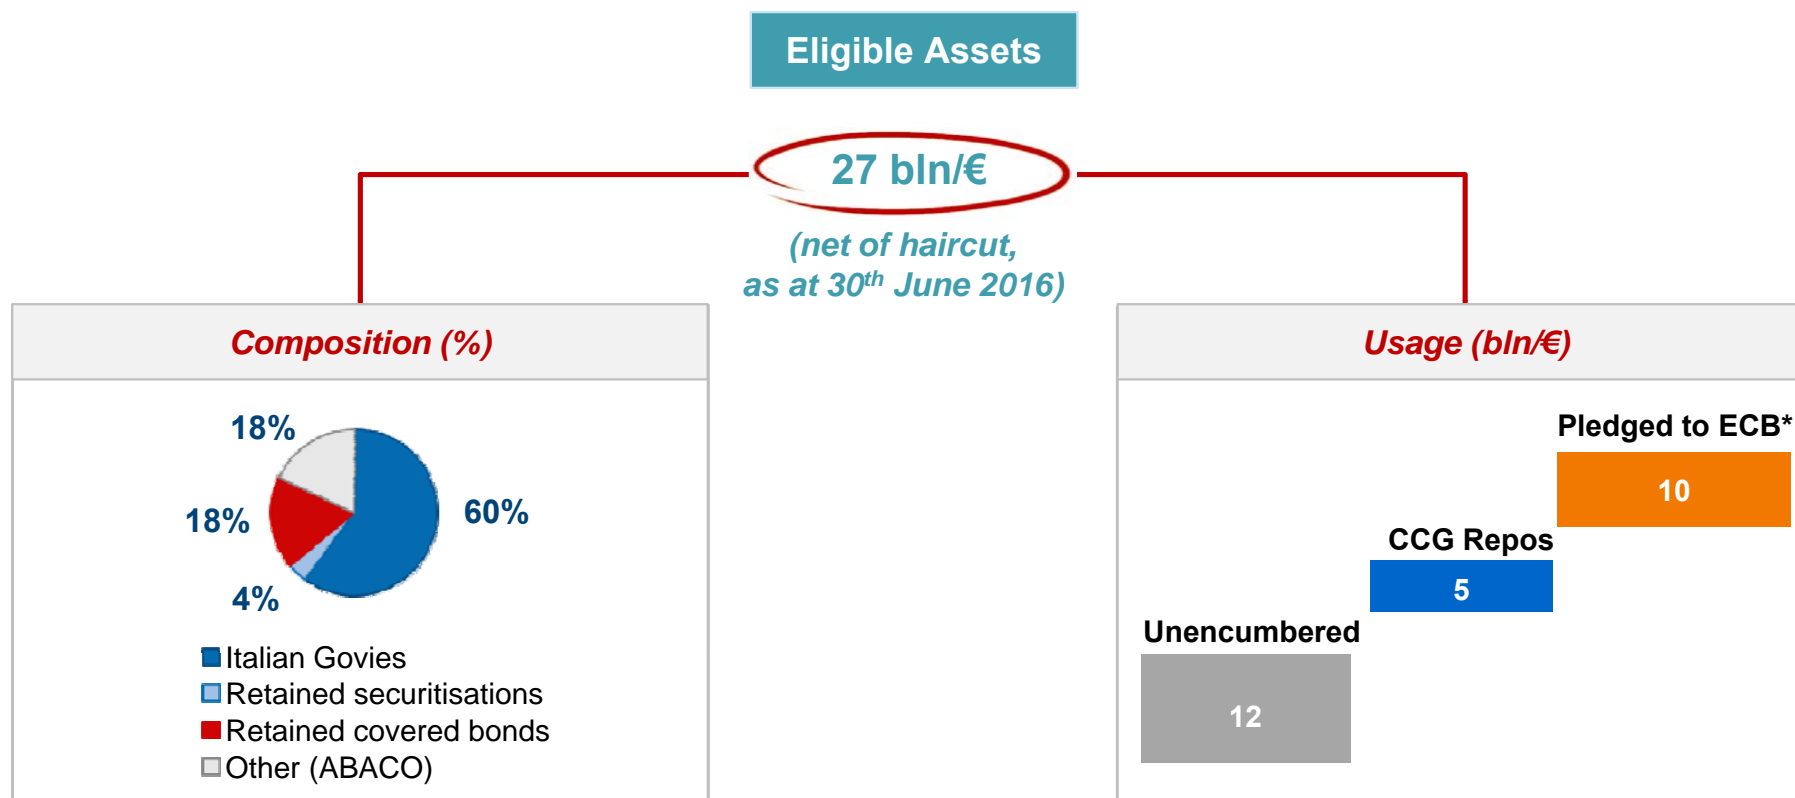 Eligible Assets
27 bln/€
(net of haircut,
as at 30th June 2016)
Composition (%)
18%
18%
60%
4%
Italian Govies
Retained securitisations
Retained covered bonds
Other (ABACO)
Usage (bln/€)
Pledged to ECB*
10
CCG Repos
5
Unencumbered
12